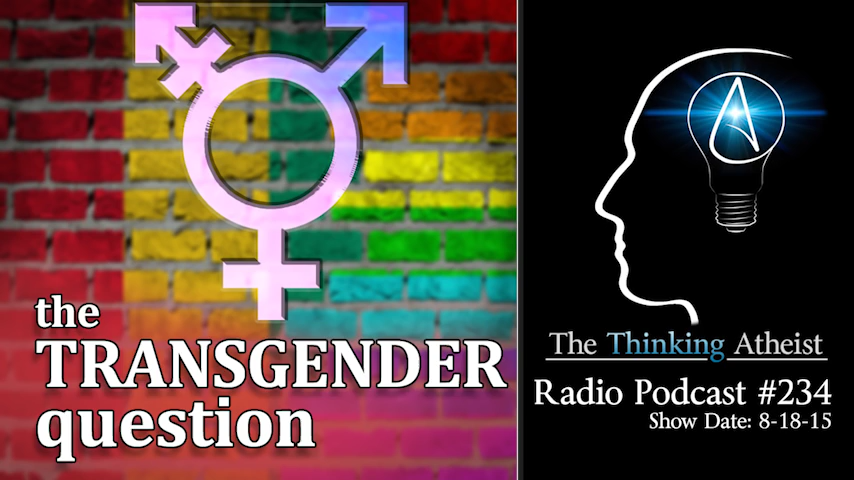 the
TRANSGENDER
question
The Thinking Atheist
Radio Podcast #234
Show Date: 8-18-15